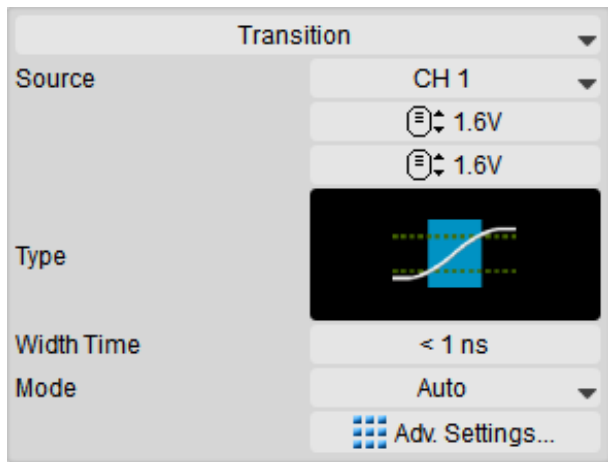 Transition
Source CH 1
1.6V
1.6V
Type
Width Time < 1 ns
Mode Auto
Adv. Settings...